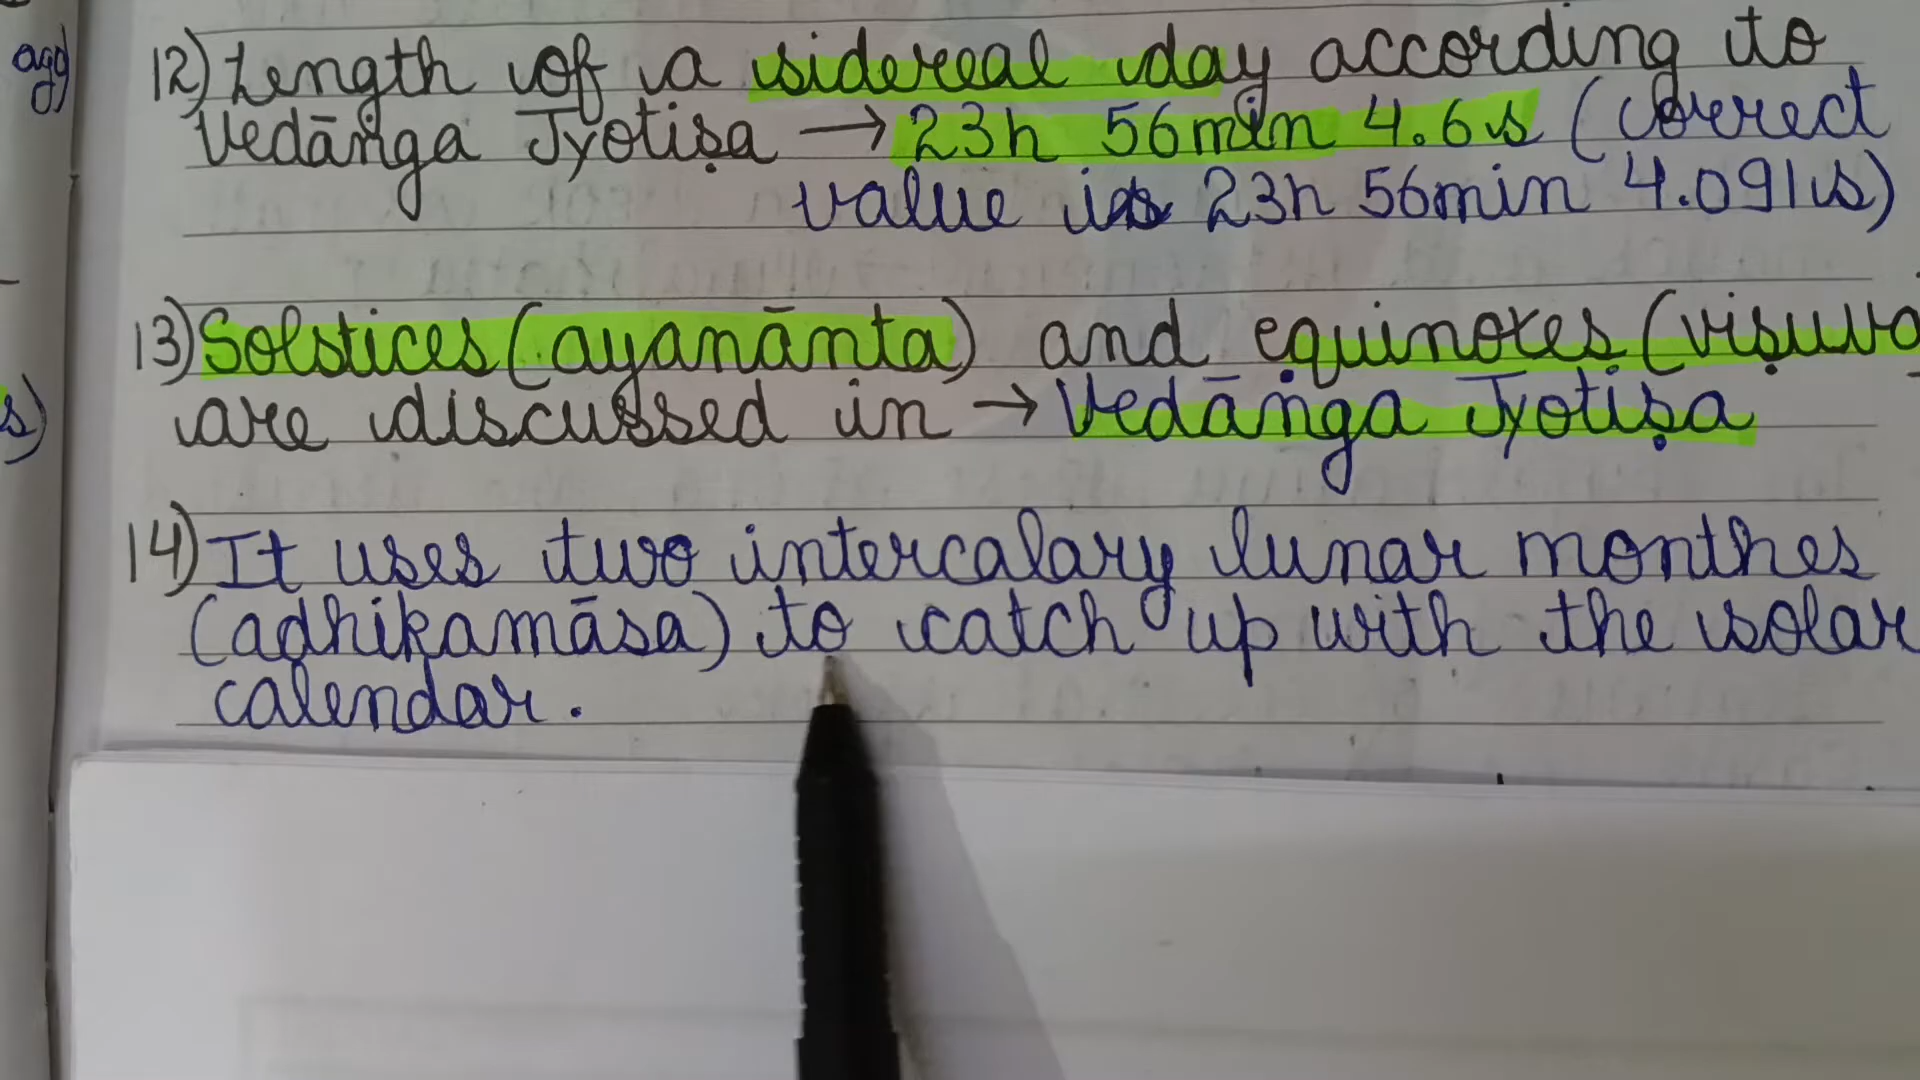 12) Length of a sidereal day according to
Vedānga Jyotiṣa → 23h 56min 4.6s (correct
value is 23h 56min 4.091s)
13) Solstices (ayanānta) and equinoxes (viṣuva
are discussed in → Vedānga Jyotiṣa
14) It uses two intercalary lunar monthes
(adhikamāsa) to catch up with the solar
calendar.